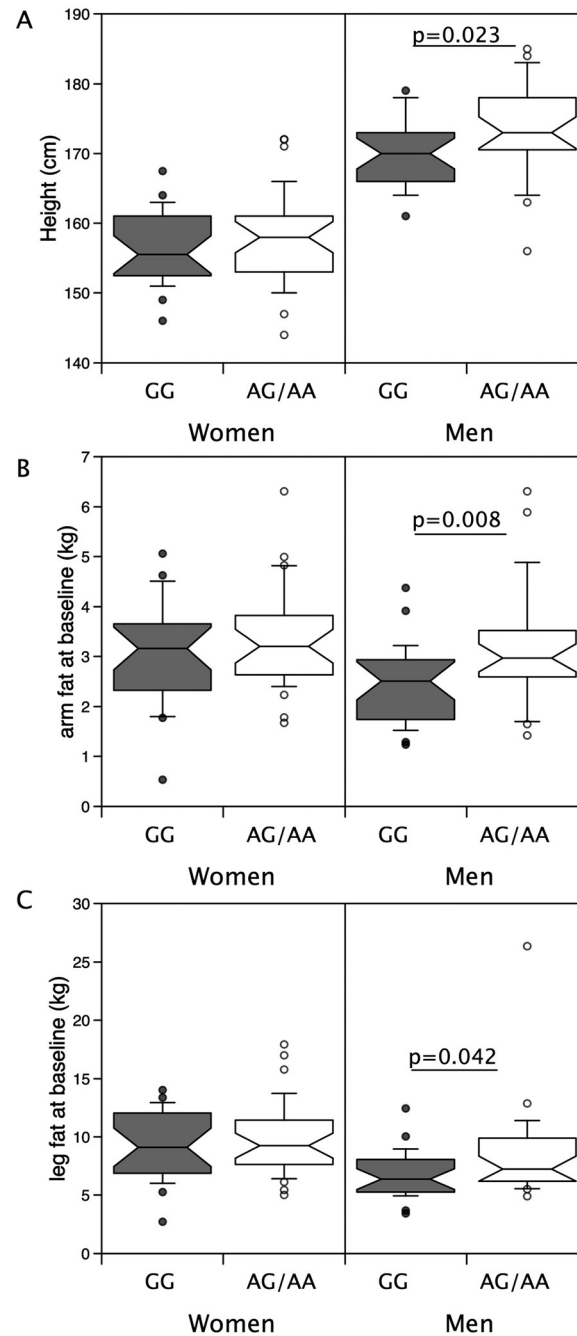 A
Height (cm)
190
180
170
160
150
140
p=0.023
GG
AG/AA
GG
AG/AA
Women
Men
B
arm fat at baseline (kg)
7
6
5
4
3
2
1
0
p=0.008
GG
AG/AA
GG
AG/AA
Women
Men
C
leg fat at baseline (kg)
30
25
20
15
10
5
0
p=0.042
GG
AG/AA
GG
AG/AA
Women
Men